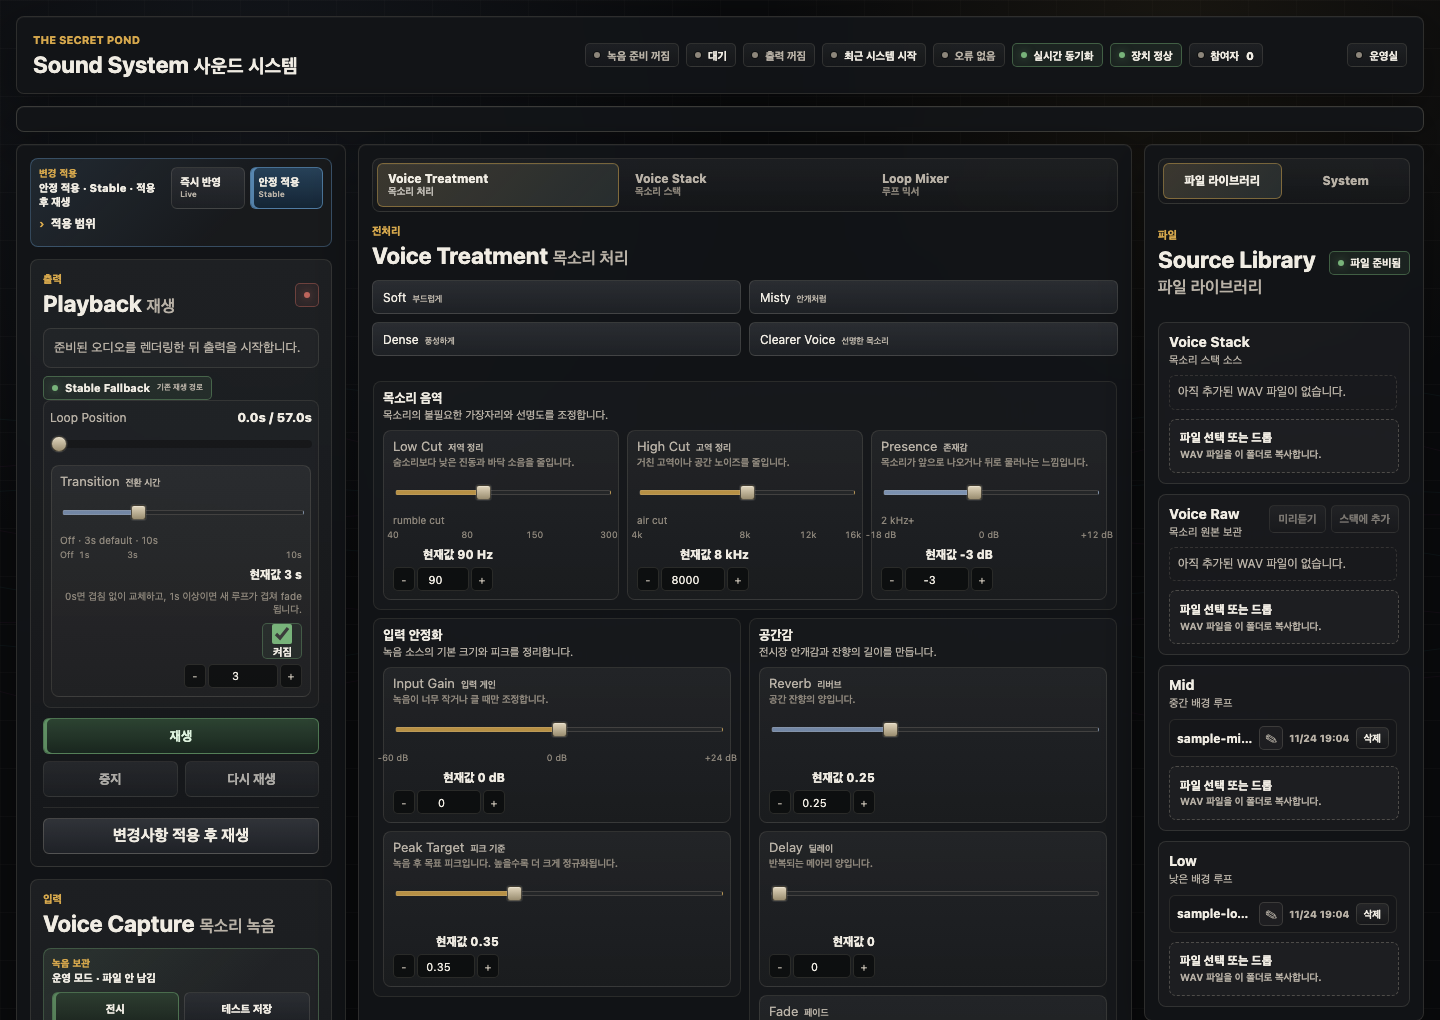 THE SECRET POND
Sound System 사운드 시스템
녹음 준비 꺼짐
대기
출력 꺼짐
최근 시스템 시작
오류 없음
실시간 동기화
장치 정상
참여자 0
운영실
변경 적용
안정 적용 · Stable · 적용
후 재생
즉시 반영
Live
안정 적용
Stable
› 적용 범위
출력
Playback 재생
준비된 오디오를 렌더링한 뒤 출력을 시작합니다.
Stable Fallback 기존 재생 경로
Loop Position 0.0s / 57.0s
Transition 전환 시간
Off · 3s default · 10s
Off 1s 3s 10s
현재값 3 s
0s면 겹침 없이 교체하고, 1s 이상이면 새 루프가 겹쳐 fade
됩니다.
켜짐
- 3 +
재생
중지
다시 재생
변경사항 적용 후 재생
입력
Voice Capture 목소리 녹음
녹음 보관
운영 모드 · 파일 안 남김
전시
테스트 저장
Voice Treatment
목소리 처리
Voice Stack
목소리 스택
Loop Mixer
루프 믹서
전처리
Voice Treatment 목소리 처리
Soft 부드럽게
Misty 안개처럼
Dense 풍성하게
Clearer Voice 선명한 목소리
목소리 음역
목소리의 불필요한 가장자리와 선명도를 조정합니다.
Low Cut 저역 정리
숨소리보다 낮은 진동과 바닥 소음을 줄입니다.
rumble cut
40 80 150 300
현재값 90 Hz
- 90 +
High Cut 고역 정리
거친 고역이나 공간 노이즈를 줄입니다.
air cut
4k 8k 12k 16k
현재값 8 kHz
- 8000 +
Presence 존재감
목소리가 앞으로 나오거나 뒤로 물러나는 느낌입니다.
2 kHz+
-18 dB 0 dB +12 dB
현재값 -3 dB
- -3 +
입력 안정화
녹음 소스의 기본 크기와 피크를 정리합니다.
Input Gain 입력 게인
녹음이 너무 작거나 클 때만 조정합니다.
-60 dB 0 dB +24 dB
현재값 0 dB
- 0 +
Peak Target 피크 기준
녹음 후 목표 피크입니다. 높을수록 더 크게 정규화됩니다.
현재값 0.35
- 0.35 +
공간감
전시장 안개감과 잔향의 길이를 만듭니다.
Reverb 리버브
공간 잔향의 양입니다.
현재값 0.25
- 0.25 +
Delay 딜레이
반복되는 메아리 양입니다.
현재값 0
- 0 +
Fade 페이드
파일 라이브러리
System
파일
Source Library
파일 라이브러리
파일 준비됨
Voice Stack
목소리 스택 소스
아직 추가된 WAV 파일이 없습니다.
파일 선택 또는 드롭
WAV 파일을 이 폴더로 복사합니다.
Voice Raw
목소리 원본 보관
미리듣기
스택에 추가
아직 추가된 WAV 파일이 없습니다.
파일 선택 또는 드롭
WAV 파일을 이 폴더로 복사합니다.
Mid
중간 배경 루프
sample-mi... ✎ 11/24 19:04 삭제
파일 선택 또는 드롭
WAV 파일을 이 폴더로 복사합니다.
Low
낮은 배경 루프
sample-lo... ✎ 11/24 19:04 삭제
파일 선택 또는 드롭
WAV 파일을 이 폴더로 복사합니다.